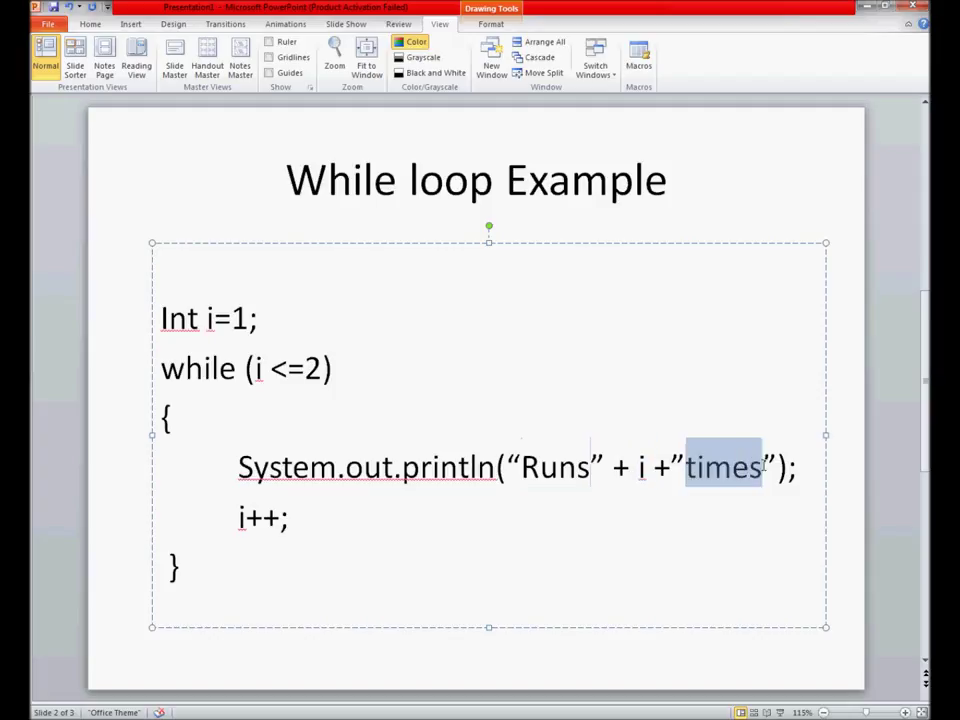 Presentation1 - Microsoft PowerPoint (Product Activation Failed)
Drawing Tools
File Home Insert Design Transitions Animations Slide Show Review View Format
Normal Slide Sorter Notes Page Reading View
Presentation Views
Slide Master Handout Master Notes Master
Master Views
Ruler
Gridlines
Guides
Show
Zoom Fit to Window
Zoom
Color
Grayscale
Black and White
Color/Grayscale
New Window
Arrange All
Cascade
Move Split
Window
Switch Windows
Macros
Macros
While loop Example
Int i=1;
while (i <=2)
{
System.out.println(“Runs” + i +”times”);
i++;
}
Slide 2 of 3 "Office Theme" 115%